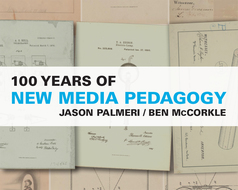 100 YEARS OF
NEW MEDIA PEDAGOGY
JASON PALMERI / BEN McCORKLE